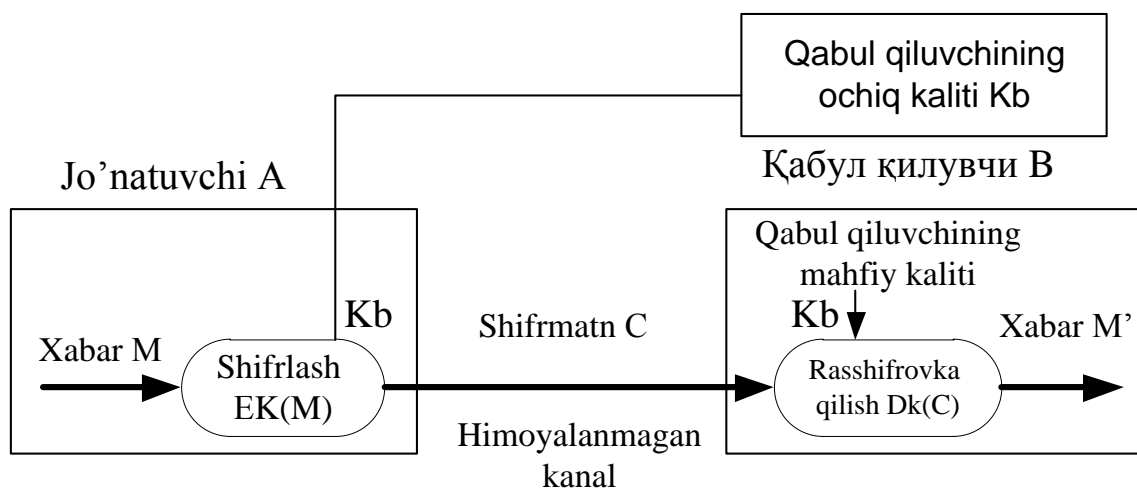 Qabul qiluvchining
ochiq kaliti Kb
Jo’natuvchi A
Қабул қилувчи В
Qabul qiluvchining
mahfiy kaliti
Kb
Shifrmatn C
Kb
Xabar M’
Xabar M
Shifrlash
EK(M)
Rasshifrovka
qilish Dk(C)
Himoyalanmagan
kanal